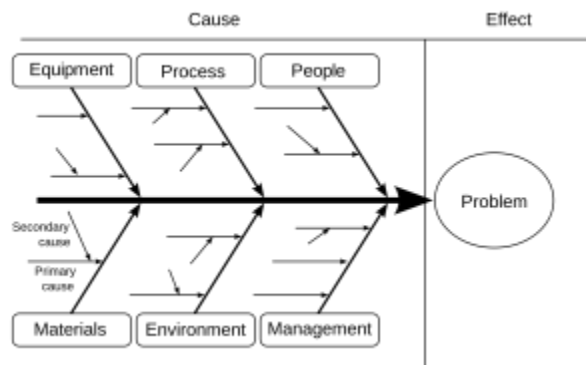 Cause
Effect
Equipment
Process
People
Problem
Secondary
cause
Primary
cause
Materials
Environment
Management